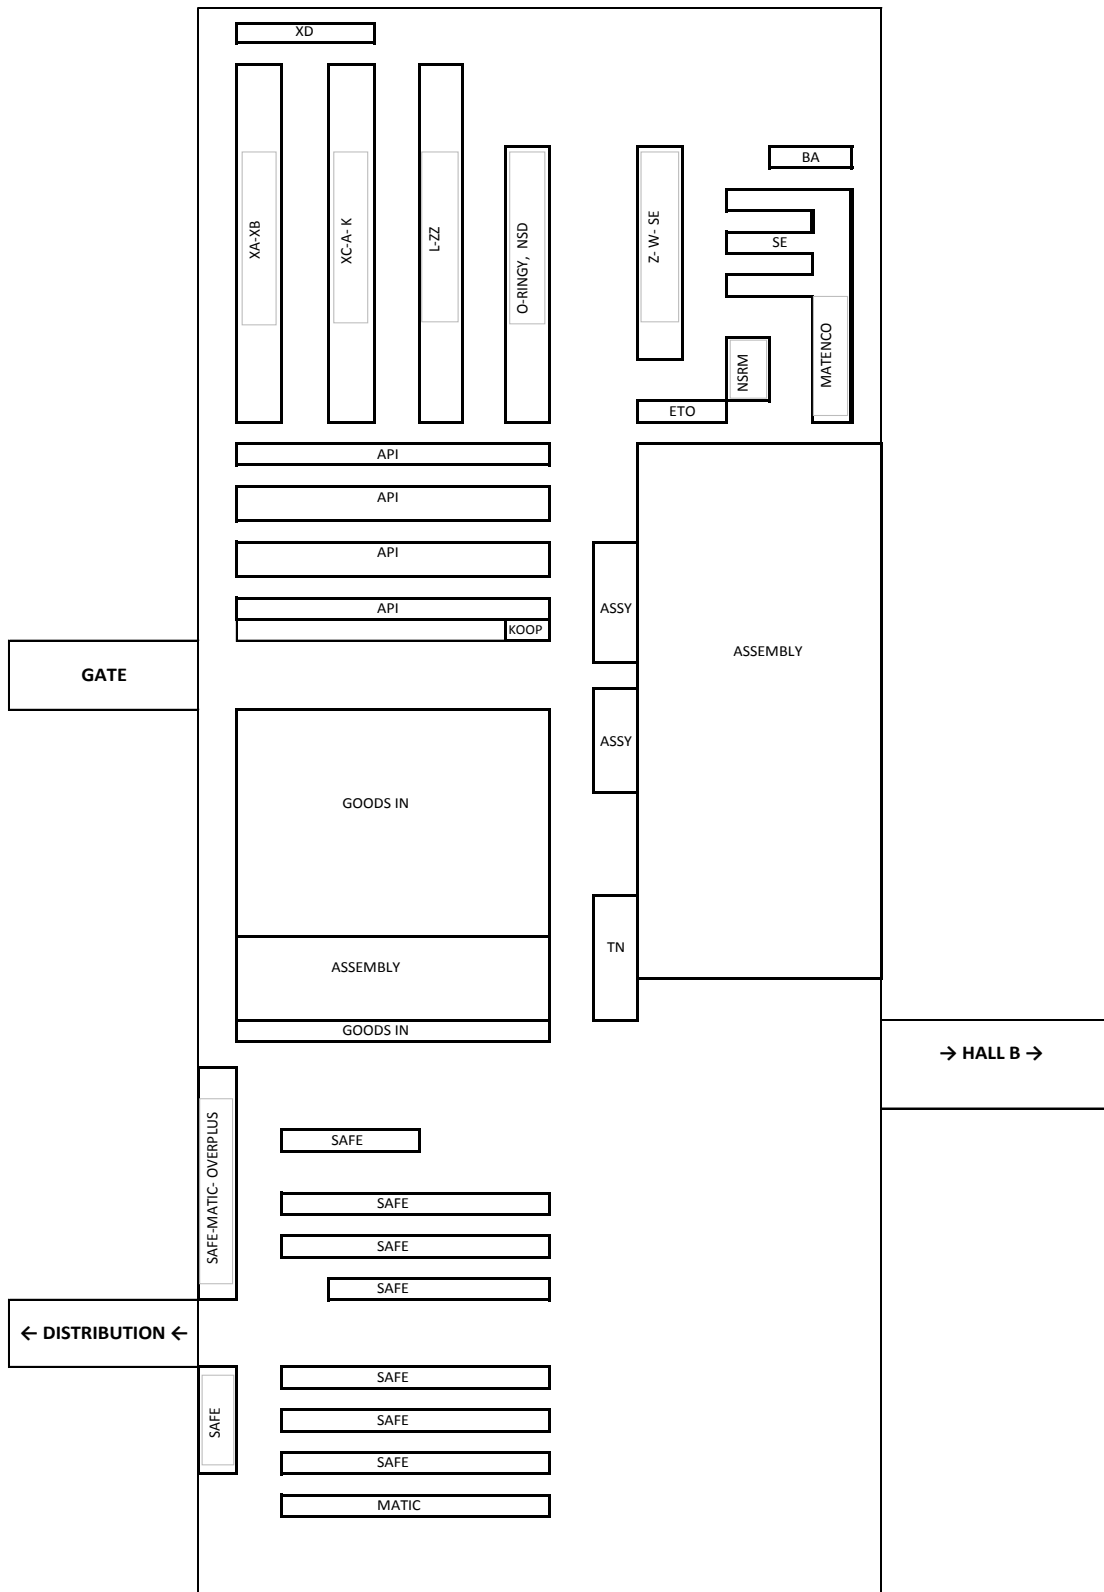 XD
BA
XA-XB
XC-A- K
L-ZZ
O-RINGY, NSD
Z- W- SE
SE
MATENCO
NSRM
ETO
API
API
API
API
KOOP
ASSY
ASSEMBLY
GATE
ASSY
GOODS IN
TN
ASSEMBLY
GOODS IN
→ HALL B →
SAFE-MATIC- OVERPLUS
SAFE
SAFE
SAFE
SAFE
← DISTRIBUTION ←
SAFE
SAFE
SAFE
SAFE
MATIC